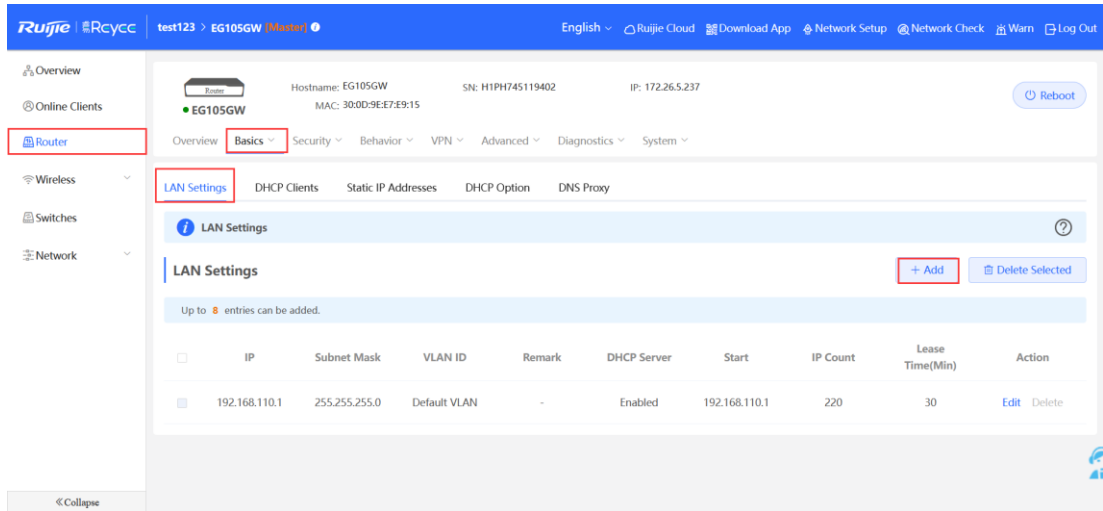 Ruijie | Reyee test123 > EG105GW [Master] English Ruijie Cloud Download App Network Setup Network Check Warn Log Out
Overview
Online Clients
Router
Wireless
Switches
Network
«Collapse
Router
EG105GW
Hostname: EG105GW SN: H1PH745119402 IP: 172.26.5.237
MAC: 30:0D:9E:E7:E9:15
Reboot
Overview Basics Security Behavior VPN Advanced Diagnostics System
LAN Settings DHCP Clients Static IP Addresses DHCP Option DNS Proxy
i LAN Settings ?
LAN Settings + Add Delete Selected
Up to 8 entries can be added.
IP Subnet Mask VLAN ID Remark DHCP Server Start IP Count Lease Time(Min) Action
192.168.110.1 255.255.255.0 Default VLAN - Enabled 192.168.110.1 220 30 Edit Delete